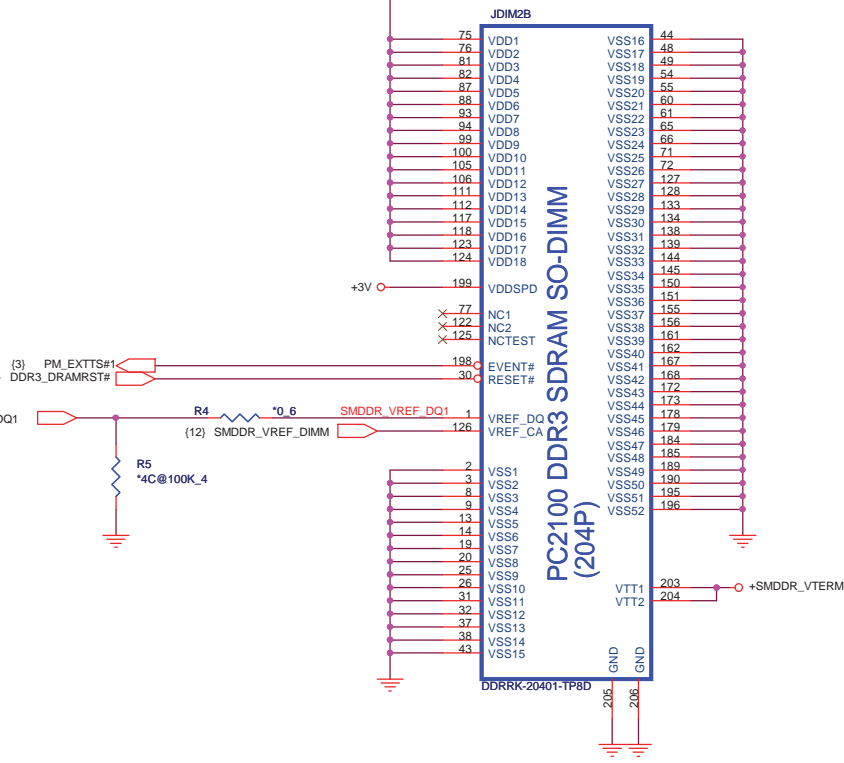 JDIM2B
75 VDD1 VSS16 44
76 VDD2 VSS17 48
81 VDD3 VSS18 49
82 VDD4 VSS19 54
87 VDD5 VSS20 55
88 VDD6 VSS21 60
93 VDD7 VSS22 61
94 VDD8 VSS23 65
99 VDD9 VSS24 66
100 VDD10 VSS25 71
105 VDD11 VSS26 72
106 VDD12 VSS27 127
111 VDD13 VSS28 128
112 VDD14 VSS29 133
117 VDD15 VSS30 134
118 VDD16 VSS31 138
123 VDD17 VSS32 139
124 VDD18 VSS33 144
VSS34 145
+3V 199 VDDSPD VSS35 150
VSS36 151
77 NC1 VSS37 155
122 NC2 VSS38 156
125 NCTEST VSS39 161
VSS40 162
{3} PM_EXTTS#1 198 EVENT# VSS41 167
DDR3_DRAMRST# 30 RESET# VSS42 168
VSS43 172
VSS44 173
DQ1 R4 *0_6 SMDDR_VREF_DQ1 1 VREF_DQ VSS45 178
{12} SMDDR_VREF_DIMM 126 VREF_CA VSS46 179
VSS47 184
VSS48 185
R5 2 VSS1 VSS49 189
*4C@100K_4 3 VSS2 VSS50 190
8 VSS3 VSS51 195
9 VSS4 VSS52 196
13 VSS5
14 VSS6
19 VSS7
20 VSS8
25 VSS9
26 VSS10 VTT1 203 +SMDDR_VTERM
31 VSS11 VTT2 204
32 VSS12
37 VSS13
38 VSS14
43 VSS15
PC2100 DDR3 SDRAM SO-DIMM
(204P)
GND GND
DDRRK-20401-TP8D
205 206